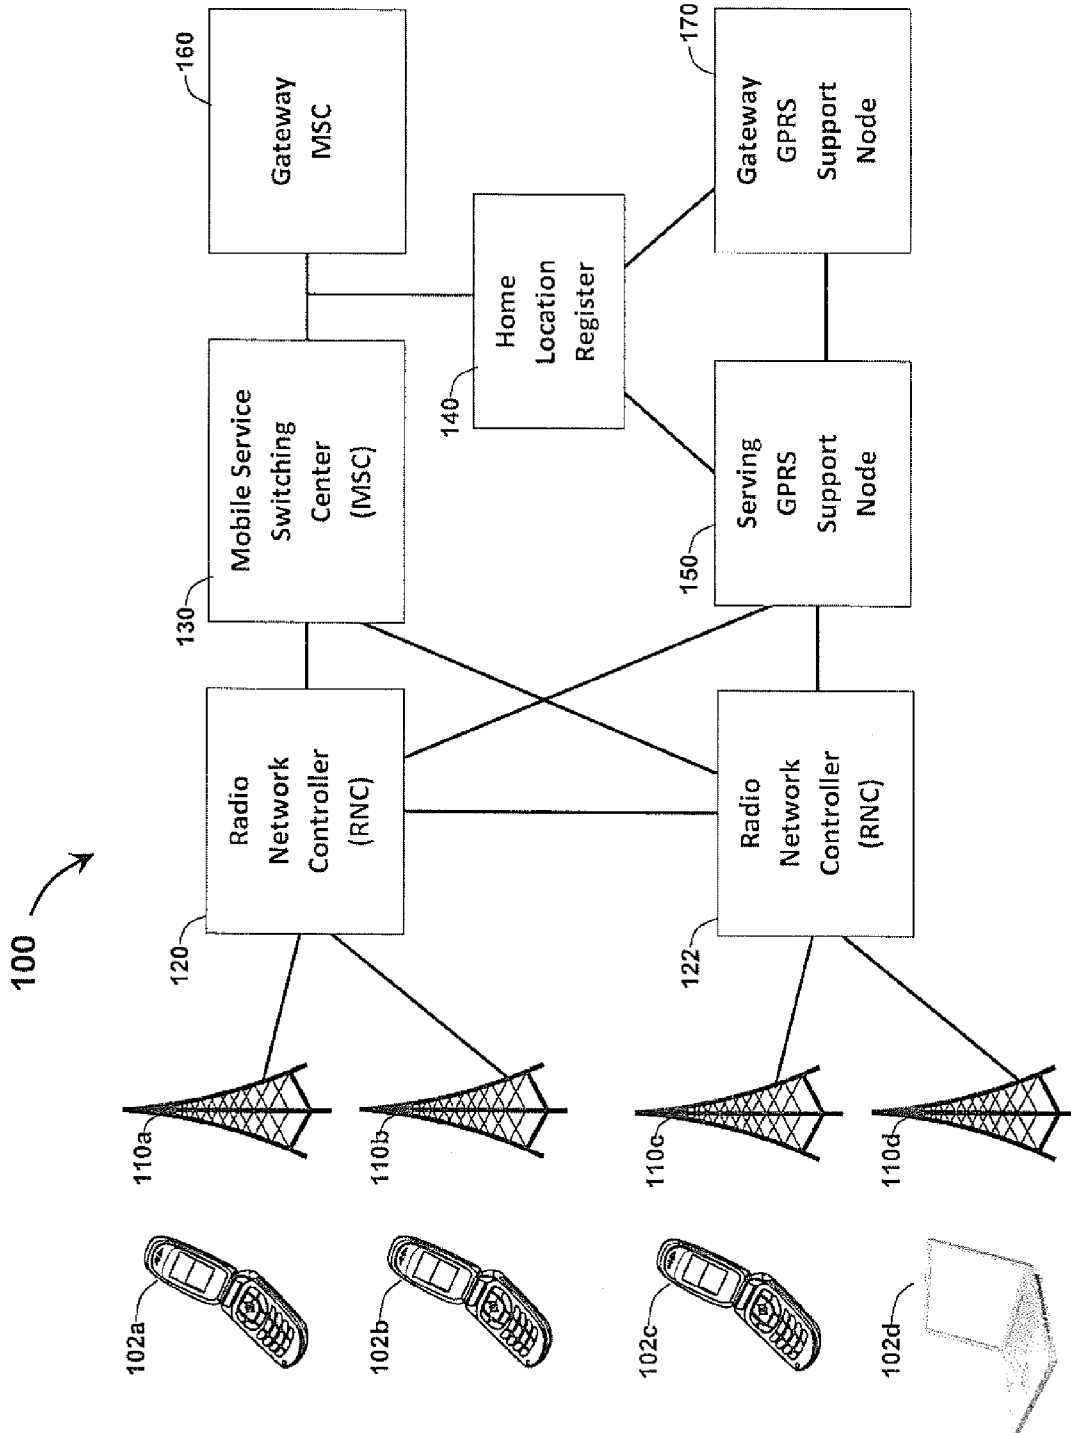 100
102a
102b
102c
102d
110a
110b
110c
110d
120
Radio
Network
Controller
(RNC)
122
Radio
Network
Controller
(RNC)
130
Mobile Service
Switching
Center
(MSC)
140
Home
Location
Register
150
Serving
GPRS
Support
Node
160
Gateway
MSC
170
Gateway
GPRS
Support
Node